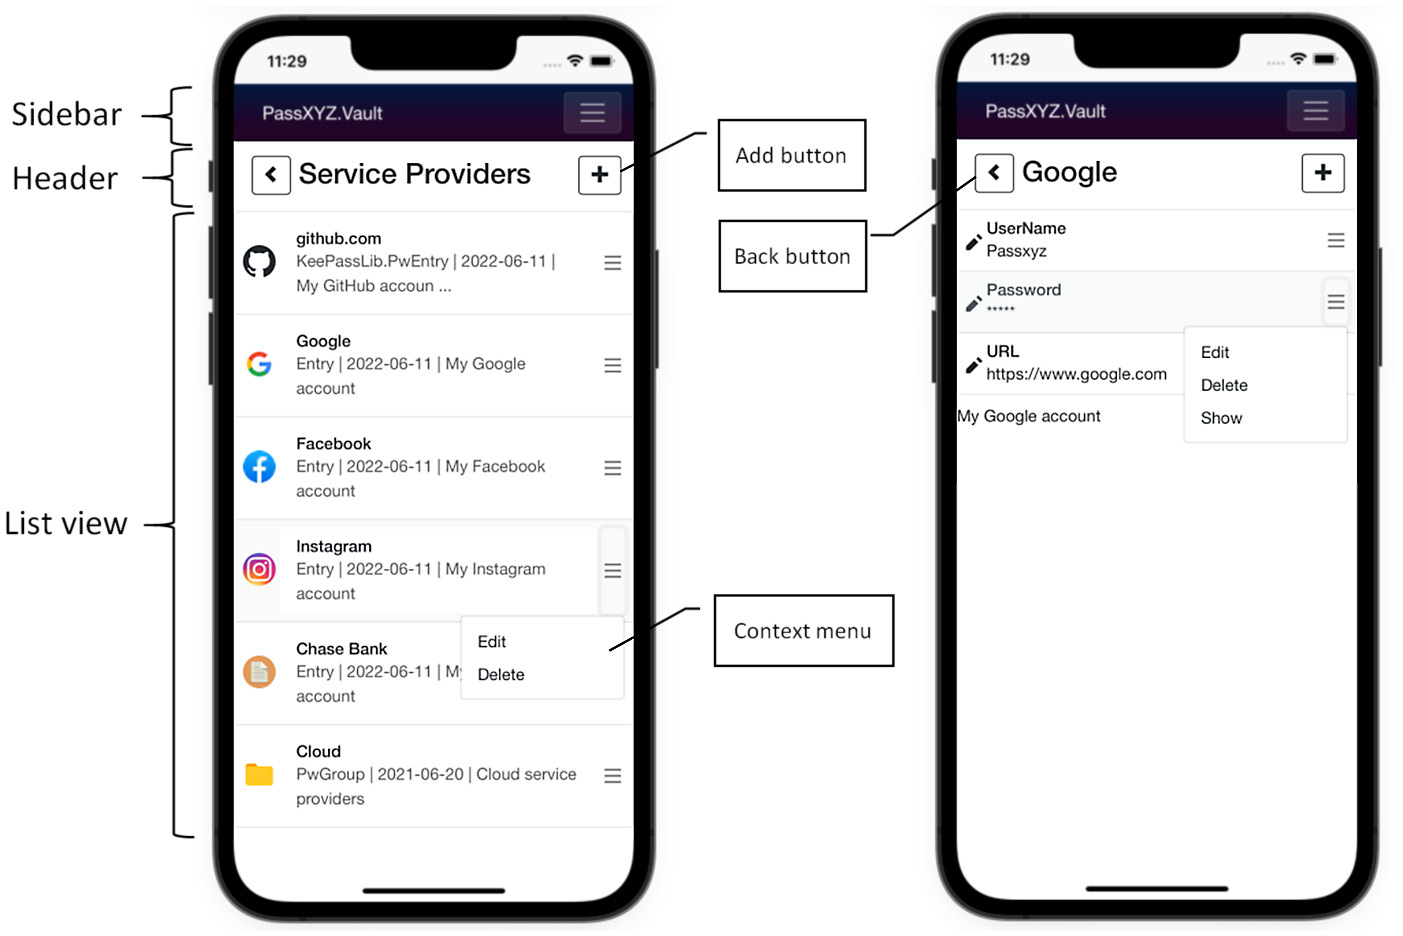 Sidebar
Header
List view
11:29
PassXYZ.Vault
Service Providers
github.com
KeePassLib.PwEntry | 2022-06-11 |
My GitHub accoun ...
Google
Entry | 2022-06-11 | My Google
account
Facebook
Entry | 2022-06-11 | My Facebook
account
Instagram
Entry | 2022-06-11 | My Instagram
account
Edit
Delete
Chase Bank
Entry | 2022-06-11 | My
account
Cloud
PwGroup | 2021-06-20 | Cloud service
providers
Add button
Back button
Context menu
11:29
PassXYZ.Vault
Google
UserName
Passxyz
Password
*****
URL
https://www.google.com
My Google account
Edit
Delete
Show